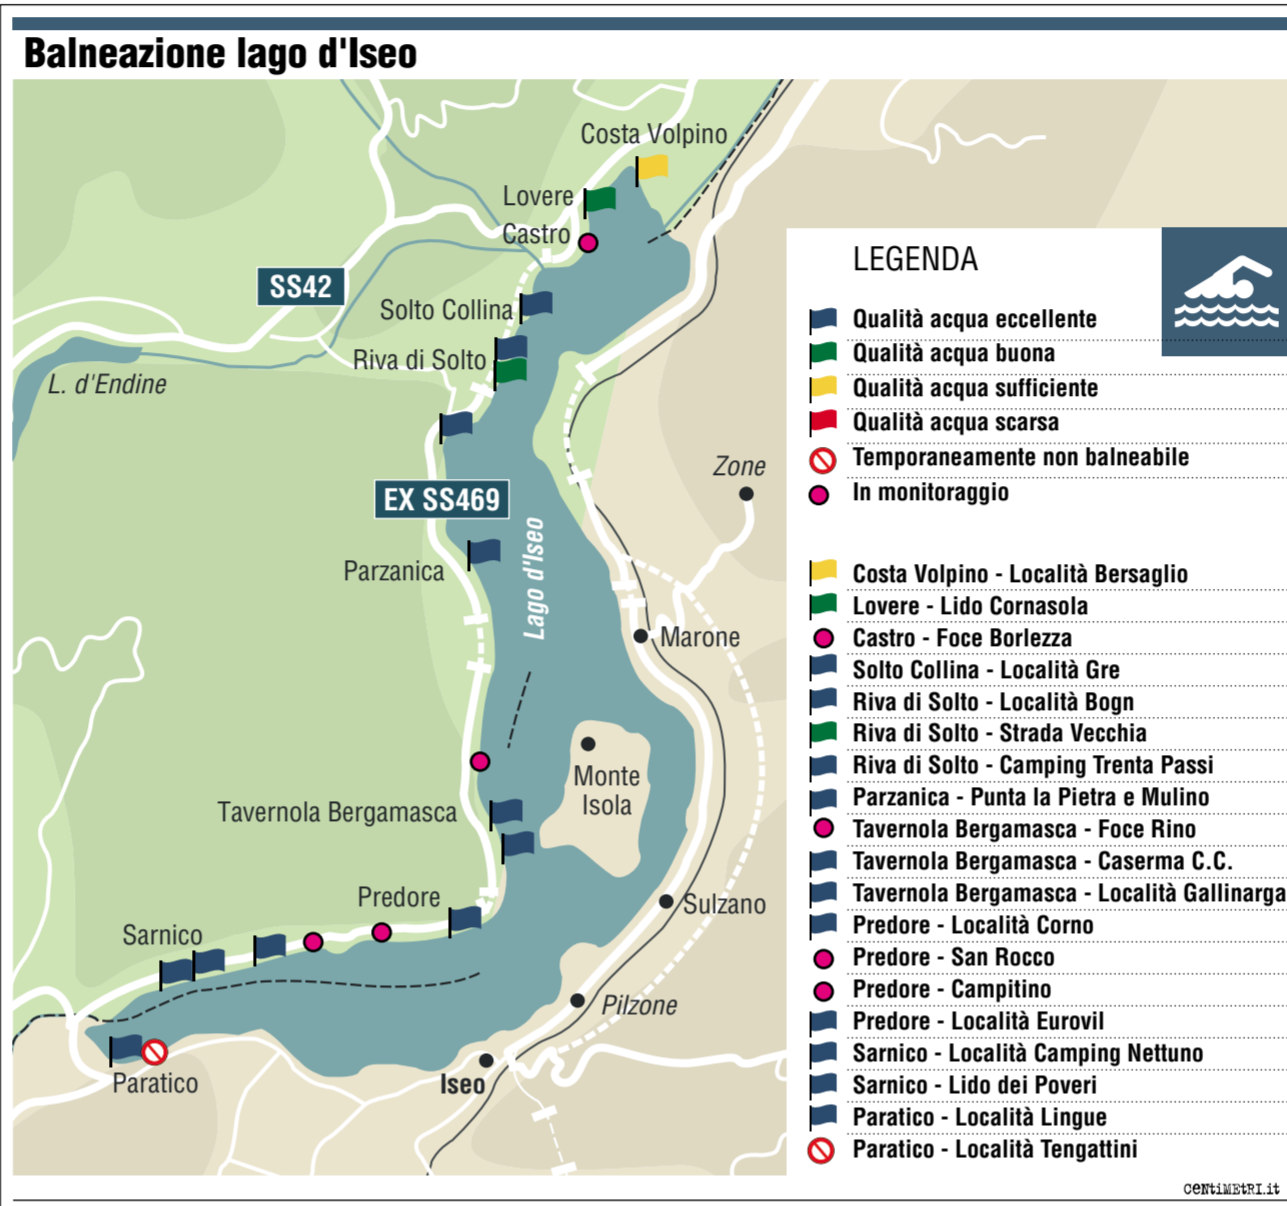 Balneazione lago d'Iseo
Costa Volpino
Lovere
Castro
SS42
Solto Collina
Riva di Solto
L. d'Endine
EX SS469
Zone
Lago d'Iseo
Parzanica
Marone
Monte
Isola
Tavernola Bergamasca
Predore
Sulzano
Sarnico
Pilzone
Paratico
Iseo
LEGENDA
Qualità acqua eccellente
Qualità acqua buona
Qualità acqua sufficiente
Qualità acqua scarsa
Temporaneamente non balneabile
In monitoraggio
Costa Volpino - Località Bersaglio
Lovere - Lido Cornasola
Castro - Foce Borlezza
Solto Collina - Località Gre
Riva di Solto - Località Bogn
Riva di Solto - Strada Vecchia
Riva di Solto - Camping Trenta Passi
Parzanica - Punta la Pietra e Mulino
Tavernola Bergamasca - Foce Rino
Tavernola Bergamasca - Caserma C.C.
Tavernola Bergamasca - Località Gallinarga
Predore - Località Corno
Predore - San Rocco
Predore - Campitino
Predore - Località Eurovil
Sarnico - Località Camping Nettuno
Sarnico - Lido dei Poveri
Paratico - Località Lingue
Paratico - Località Tengattini
CeNtiMEtRI.it